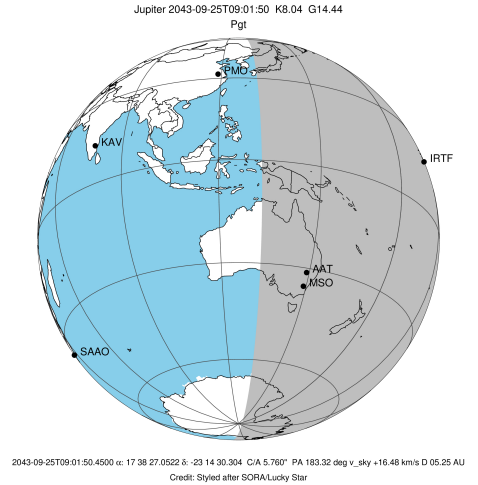 Jupiter 2043-09-25T09:01:50 K8.04 G14.44
Pgt
PMO
KAV
IRTF
AAT
MSO
SAAO
2043-09-25T09:01:50.4500 α: 17 38 27.0522 δ: -23 14 30.304 C/A 5.760" PA 183.32 deg v_sky +16.48 km/s D 05.25 AU
Credit: Styled after SORA/Lucky Star